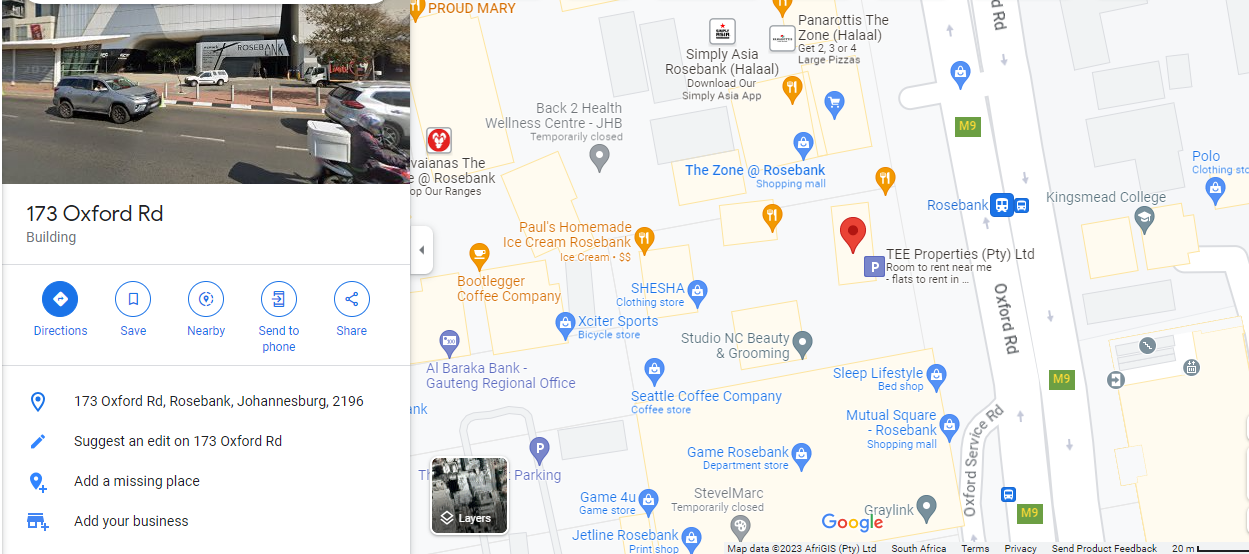 ROSEBANK
173 Oxford Rd
Building
Directions
Save
Nearby
Send to
phone
Share
173 Oxford Rd, Rosebank, Johannesburg, 2196
Suggest an edit on 173 Oxford Rd
Add a missing place
Add your business
PROUD MARY
Simply Asia
Rosebank (Halaal)
Download Our
Simply Asia App
Panarottis The
Zone (Halaal)
Get 2, 3 or 4
Large Pizzas
d Rd
M9
Back 2 Health
Wellness Centre - JHB
Temporarily closed
vaianas The
e @ Rosebank
op Our Ranges
The Zone @ Rosebank
Shopping mall
Polo
Clothing sto
Rosebank
Kingsmead College
Paul's Homemade
Ice Cream Rosebank
Ice Cream • $$
TEE Properties (Pty) Ltd
Room to rent near me
- flats to rent in ...
P
Bootlegger
Coffee Company
SHESHA
Clothing store
Oxford Rd
Xciter Sports
Bicycle store
Studio NC Beauty
& Grooming
Al Baraka Bank -
Gauteng Regional Office
Sleep Lifestyle
Bed shop
M9
Seattle Coffee Company
Coffee store
ank
Mutual Square
- Rosebank
Shopping mall
Oxford Service Rd
Game Rosebank
Department store
P
Th
t Parking
Game 4u
Game store
StevelMarc
Temporarily closed
Graylink
M9
Jetline Rosebank
Print shop
Layers
Google
Map data ©2023 AfriGIS (Pty) Ltd
South Africa
Terms
Privacy
Send Product Feedback
20 m